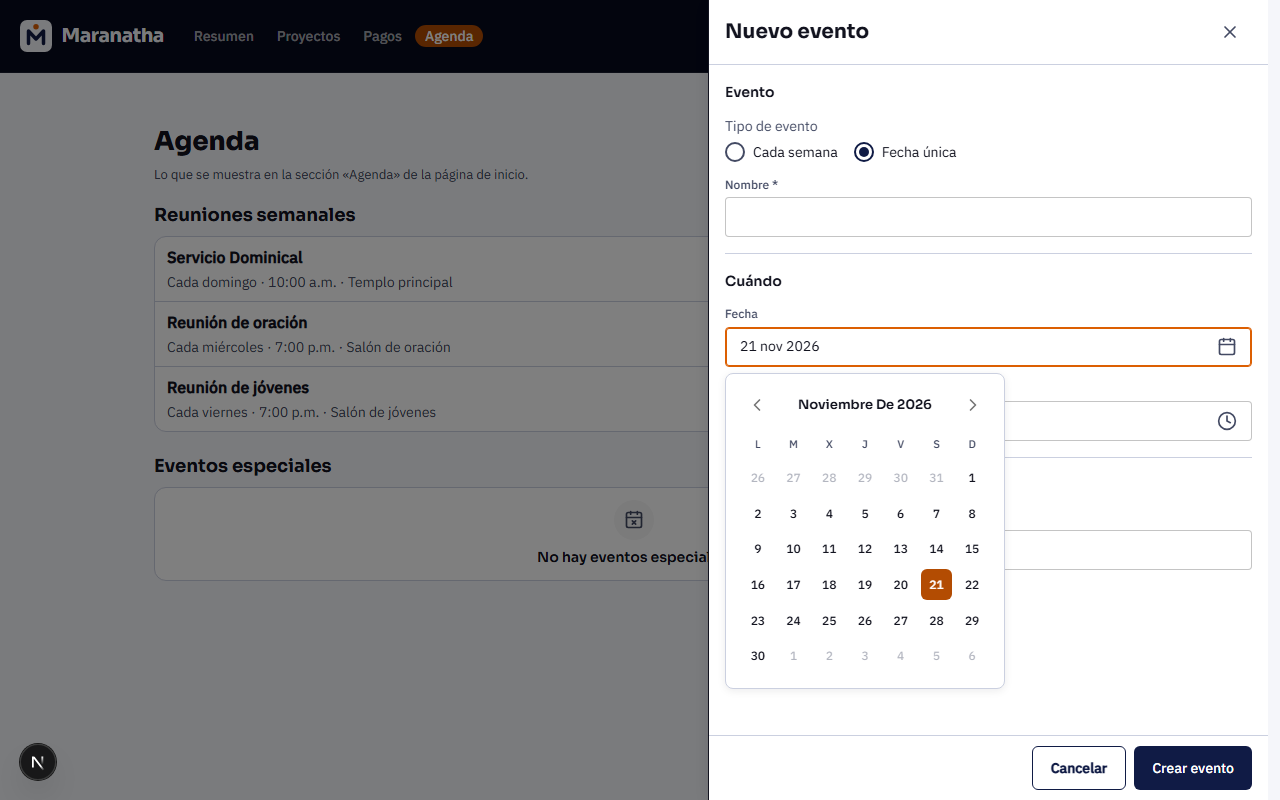 Maranatha Resumen Proyectos Pagos Agenda
Agenda
Lo que se muestra en la sección «Agenda» de la página de inicio.
Reuniones semanales
Servicio Dominical
Cada domingo · 10:00 a.m. · Templo principal
Reunión de oración
Cada miércoles · 7:00 p.m. · Salón de oración
Reunión de jóvenes
Cada viernes · 7:00 p.m. · Salón de jóvenes
Eventos especiales
No hay eventos especia
Nuevo evento
Evento
Tipo de evento
Cada semana Fecha única
Nombre *
Cuándo
Fecha
21 nov 2026
Noviembre De 2026
L M X J V S D
26 27 28 29 30 31 1
2 3 4 5 6 7 8
9 10 11 12 13 14 15
16 17 18 19 20 21 22
23 24 25 26 27 28 29
30 1 2 3 4 5 6
Cancelar Crear evento